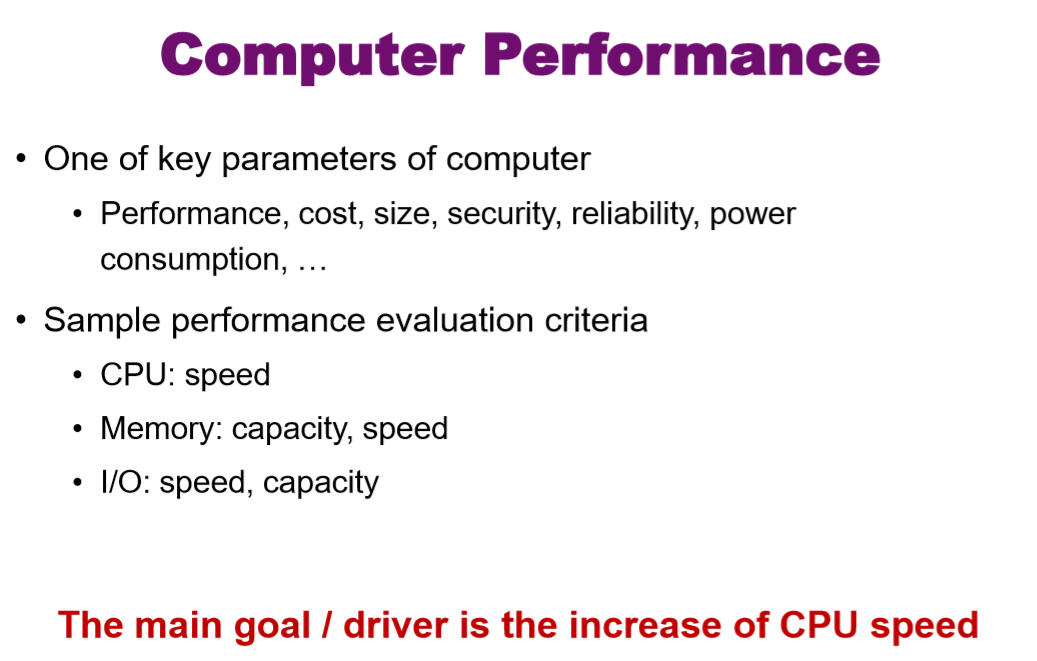 Computer Performance
• One of key parameters of computer
• Performance, cost, size, security, reliability, power
consumption, …
• Sample performance evaluation criteria
• CPU: speed
• Memory: capacity, speed
• I/O: speed, capacity
The main goal / driver is the increase of CPU speed